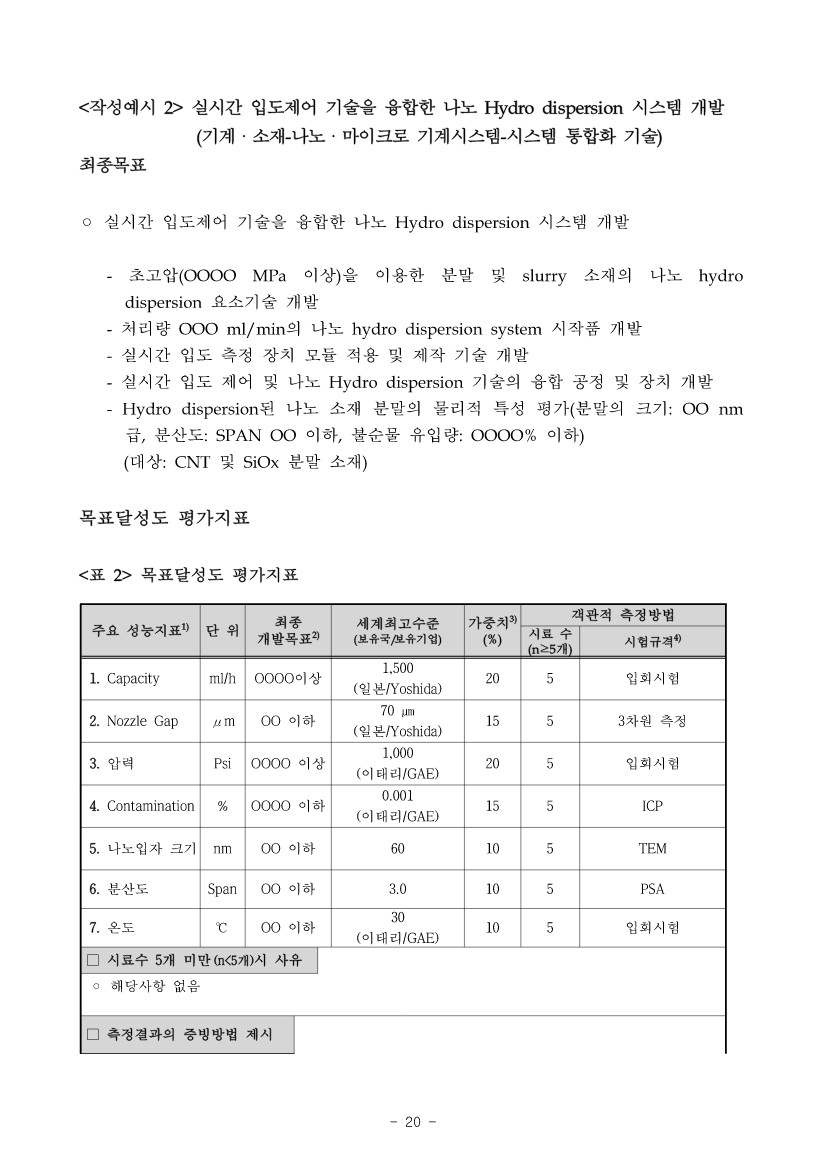 <작성예시 2> 실시간 입도제어 기술을 융합한 나노 Hydro dispersion 시스템 개발
(기계ㆍ소재-나노ㆍ마이크로 기계시스템-시스템 통합화 기술)
최종목표
○ 실시간 입도제어 기술을 융합한 나노 Hydro dispersion 시스템 개발
- 초고압(OOOO MPa 이상)을 이용한 분말 및 slurry 소재의 나노 hydro
dispersion 요소기술 개발
- 처리량 OOO ml/min의 나노 hydro dispersion system 시작품 개발
- 실시간 입도 측정 장치 모듈 적용 및 제작 기술 개발
- 실시간 입도 제어 및 나노 Hydro dispersion 기술의 융합 공정 및 장치 개발
- Hydro dispersion된 나노 소재 분말의 물리적 특성 평가(분말의 크기: OO nm
급, 분산도: SPAN OO 이하, 불순물 유입량: OOOO% 이하)
(대상: CNT 및 SiOx 분말 소재)
목표달성도 평가지표
<표 2> 목표달성도 평가지표
주요 성능지표1) 단 위 최종 개발목표2) 세계최고수준 (보유국/보유기업) 가중치3) (%) 객관적 측정방법
시료 수 (n≥5개) 시험규격4)
1. Capacity ml/h OOOO이상 1,500 (일본/Yoshida) 20 5 입회시험
2. Nozzle Gap μm OO 이하 70 ㎛ (일본/Yoshida) 15 5 3차원 측정
3. 압력 Psi OOOO 이상 1,000 (이태리/GAE) 20 5 입회시험
4. Contamination % OOOO 이하 0.001 (이태리/GAE) 15 5 ICP
5. 나노입자 크기 nm OO 이하 60 10 5 TEM
6. 분산도 Span OO 이하 3.0 10 5 PSA
7. 온도 ℃ OO 이하 30 (이태리/GAE) 10 5 입회시험
□ 시료수 5개 미만(n<5개)시 사유
○ 해당사항 없음
□ 측정결과의 증빙방법 제시
- 20 -